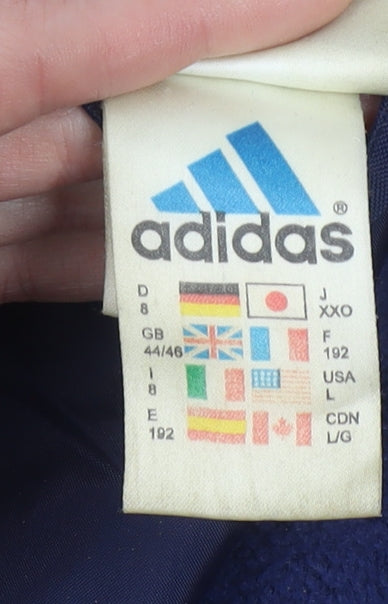 adidas®
D J
8 XXO
GB F
44/46 192
I USA
8 L
E CDN
192 L/G